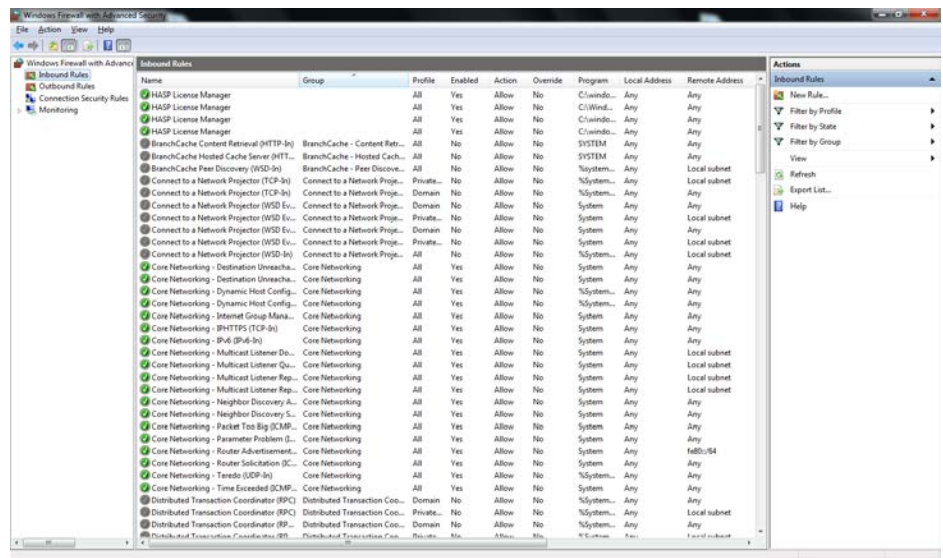 Windows Firewall with Advanced Security
File Action View Help
Windows Firewall with Advance
Inbound Rules
Outbound Rules
Connection Security Rules
Monitoring
Inbound Rules
Name Group Profile Enabled Action Override Program Local Address Remote Address
HASP License Manager All Yes Allow No C:\windo... Any Any
HASP License Manager All Yes Allow No C:\Wind... Any Any
HASP License Manager All Yes Allow No C:\windo... Any Any
HASP License Manager All Yes Allow No C:\windo... Any Any
BranchCache Content Retrieval (HTTP-In) BranchCache - Content Retr... All No Allow No SYSTEM Any Any
BranchCache Hosted Cache Server (HTT... BranchCache - Hosted Cach... All No Allow No SYSTEM Any Any
BranchCache Peer Discovery (WSD-In) BranchCache - Peer Discove... All No Allow No %system... Any Local subnet
Connect to a Network Projector (TCP-In) Connect to a Network Proje... Private... No Allow No %System... Any Local subnet
Connect to a Network Projector (TCP-In) Connect to a Network Proje... Domain No Allow No %System... Any Any
Connect to a Network Projector (WSD Ev... Connect to a Network Proje... Domain No Allow No System Any Any
Connect to a Network Projector (WSD Ev... Connect to a Network Proje... Private... No Allow No System Any Local subnet
Connect to a Network Projector (WSD Ev... Connect to a Network Proje... Domain No Allow No System Any Any
Connect to a Network Projector (WSD Ev... Connect to a Network Proje... Private... No Allow No System Any Local subnet
Connect to a Network Projector (WSD-In) Connect to a Network Proje... All No Allow No %System... Any Local subnet
Core Networking - Destination Unreacha... Core Networking All Yes Allow No System Any Any
Core Networking - Destination Unreacha... Core Networking All Yes Allow No System Any Any
Core Networking - Dynamic Host Config... Core Networking All Yes Allow No %System... Any Any
Core Networking - Dynamic Host Config... Core Networking All Yes Allow No %System... Any Any
Core Networking - Internet Group Mana... Core Networking All Yes Allow No System Any Any
Core Networking - IPHTTPS (TCP-In) Core Networking All Yes Allow No System Any Any
Core Networking - IPv6 (IPv6-In) Core Networking All Yes Allow No System Any Any
Core Networking - Multicast Listener Do... Core Networking All Yes Allow No System Any Local subnet
Core Networking - Multicast Listener Qu... Core Networking All Yes Allow No System Any Local subnet
Core Networking - Multicast Listener Rep... Core Networking All Yes Allow No System Any Local subnet
Core Networking - Multicast Listener Rep... Core Networking All Yes Allow No System Any Local subnet
Core Networking - Neighbor Discovery A... Core Networking All Yes Allow No System Any Any
Core Networking - Neighbor Discovery S... Core Networking All Yes Allow No System Any Any
Core Networking - Packet Too Big (ICMP... Core Networking All Yes Allow No System Any Any
Core Networking - Parameter Problem (I... Core Networking All Yes Allow No System Any Any
Core Networking - Router Advertisement... Core Networking All Yes Allow No System Any fe80::/64
Core Networking - Router Solicitation (IC... Core Networking All Yes Allow No System Any Any
Core Networking - Teredo (UDP-In) Core Networking All Yes Allow No %System... Any Any
Core Networking - Time Exceeded (ICMP... Core Networking All Yes Allow No System Any Any
Distributed Transaction Coordinator (RPC) Distributed Transaction Coo... Domain No Allow No %System... Any Any
Distributed Transaction Coordinator (RPC) Distributed Transaction Coo... Private... No Allow No %System... Any Local subnet
Distributed Transaction Coordinator (RP... Distributed Transaction Coo... Domain No Allow No %System... Any Any
Actions
Inbound Rules
New Rule...
Filter by Profile
Filter by State
Filter by Group
View
Refresh
Export List...
Help